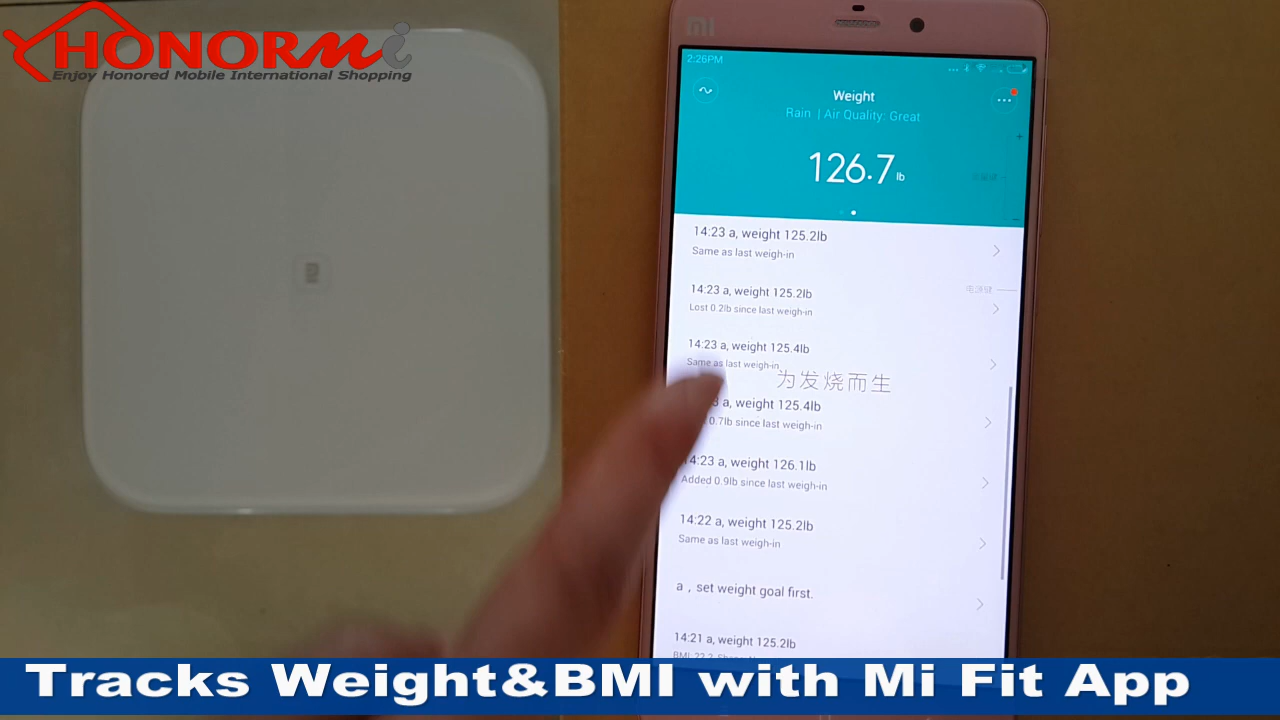 HONORMi
Enjoy Honored Mobile International Shopping
mi
2:26PM
Weight
Rain | Air Quality: Great
126.7 lb
14:23 a, weight 125.2lb
Same as last weigh-in
14:23 a, weight 125.2lb
Lost 0.2lb since last weigh-in
电源键
14:23 a, weight 125.4lb
Same as last weigh-in
为发烧而生
a, weight 125.4lb
0.7lb since last weigh-in
14:23 a, weight 126.1lb
Added 0.9lb since last weigh-in
14:22 a, weight 125.2lb
Same as last weigh-in
a , set weight goal first.
14:21 a, weight 125.2lb
Tracks Weight&BMI with Mi Fit App